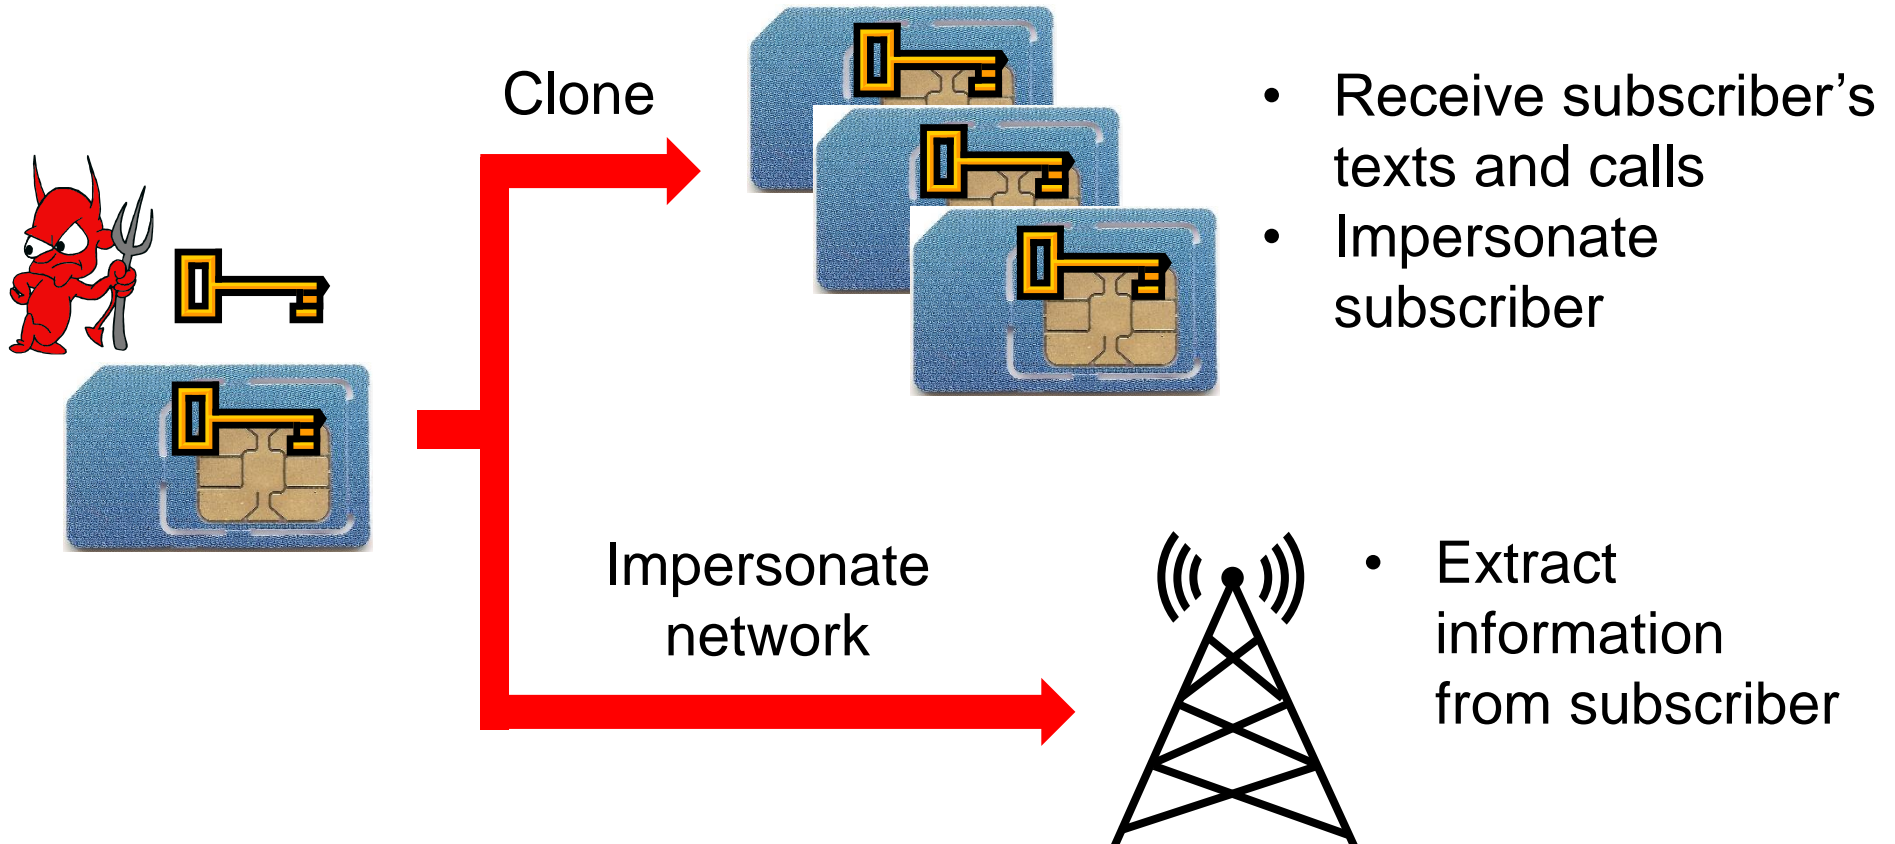 Clone
• Receive subscriber’s
texts and calls
• Impersonate
subscriber
Impersonate
network
• Extract
information
from subscriber